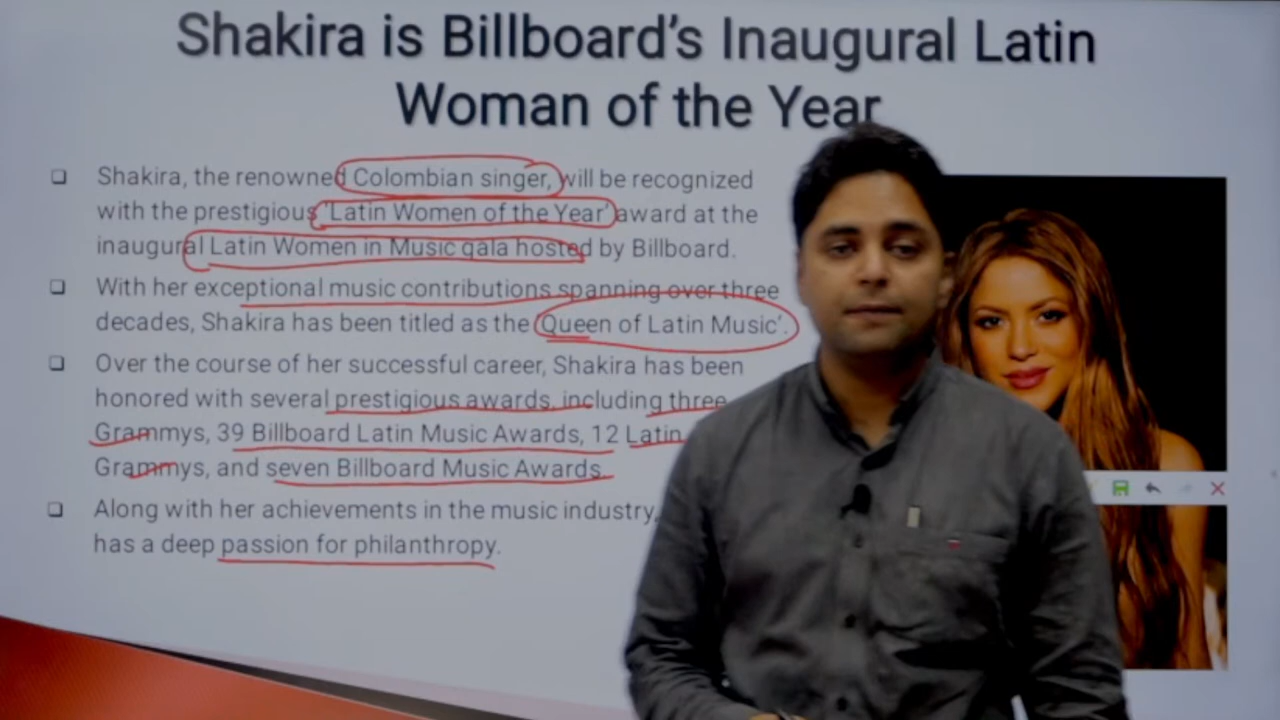 Shakira is Billboard's Inaugural Latin
Woman of the Year
❑ Shakira, the renowned Colombian singer, will be recognized
with the prestigious 'Latin Women of the Year' award at the
inaugural Latin Women in Music gala hosted by Billboard.
❑ With her exceptional music contributions spanning over three
decades, Shakira has been titled as the Queen of Latin Music'.
❑ Over the course of her successful career, Shakira has been
honored with several prestigious awards, including three
Grammys, 39 Billboard Latin Music Awards, 12 Latin
Grammys, and seven Billboard Music Awards.
❑ Along with her achievements in the music industry,
has a deep passion for philanthropy.